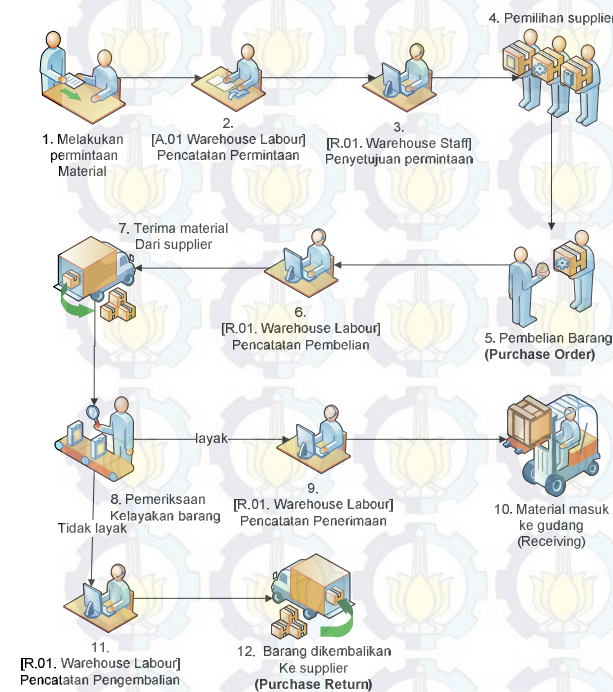 4. Pemilihan supplier
1. Melakukan
permintaan
Material
2.
[A.01 Warehouse Labour]
Pencatatan Permintaan
3.
[R.01. Warehouse Staff]
Penyetujuan permintaan
7. Terima material
Dari supplier
6.
[R.01. Warehouse Labour]
Pencatatan Pembelian
5. Pembelian Barang
(Purchase Order)
layak
8. Pemeriksaan
Kelayakan barang
Tidak layak
9.
[R.01. Warehouse Labour]
Pencatatan Penerimaan
10. Material masuk
ke gudang
(Receiving)
11.
[R.01. Warehouse Labour]
Pencatatan Pengembalian
12. Barang dikembalikan
Ke supplier
(Purchase Return)